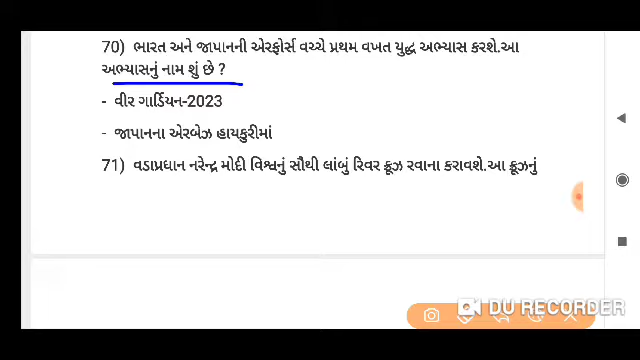 70) ભારત અને જાપાનની એરફોર્સ વચ્ચે પ્રથમ વખત યુદ્ધ અભ્યાસ કરશે.આ
અભ્યાસનું નામ શું છે ?
- વીર ગાર્ડિયન-2023
- જાપાનના એરબેઝ હાયકુરીમાં
71) વડાપ્રધાન નરેન્દ્ર મોદી વિશ્વનું સૌથી લાંબું રિવર ક્રૂઝ રવાના કરાવશે.આ ક્રૂઝનું
DU RECORDER